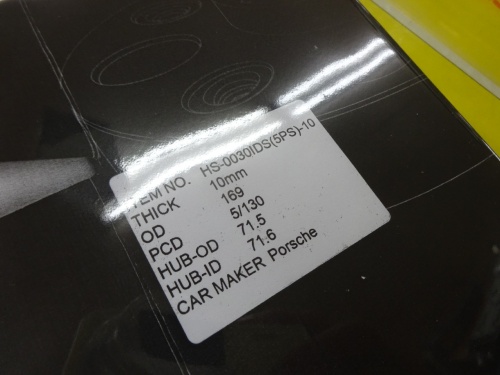 ITEM NO. HS-0030IDS(5PS)-10
THICK 10mm
OD 169
PCD 5/130
HUB-OD 71.5
HUB-ID 71.6
CAR MAKER Porsche